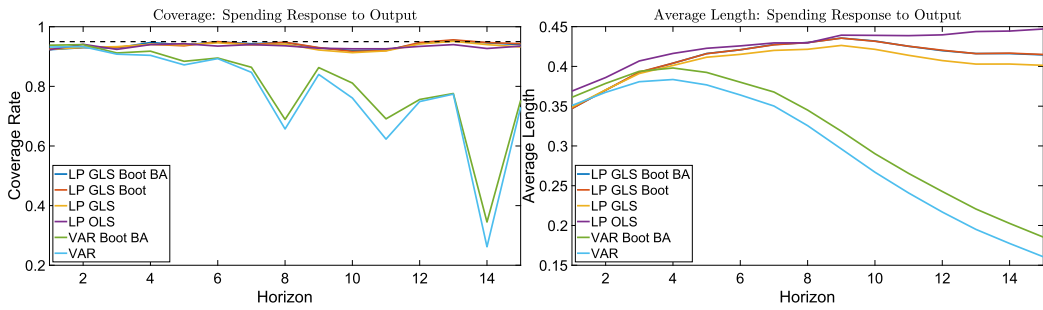 Coverage: Spending Response to Output
Coverage Rate
1
0.8
0.6
0.4
0.2
LP GLS Boot BA
LP GLS Boot
LP GLS
LP OLS
VAR Boot BA
VAR
2 4 6 8 10 12 14
Horizon
Average Length: Spending Response to Output
Average Length
0.45
0.4
0.35
0.3
0.25
0.2
0.15
LP GLS Boot BA
LP GLS Boot
LP GLS
LP OLS
VAR Boot BA
VAR
2 4 6 8 10 12 14
Horizon